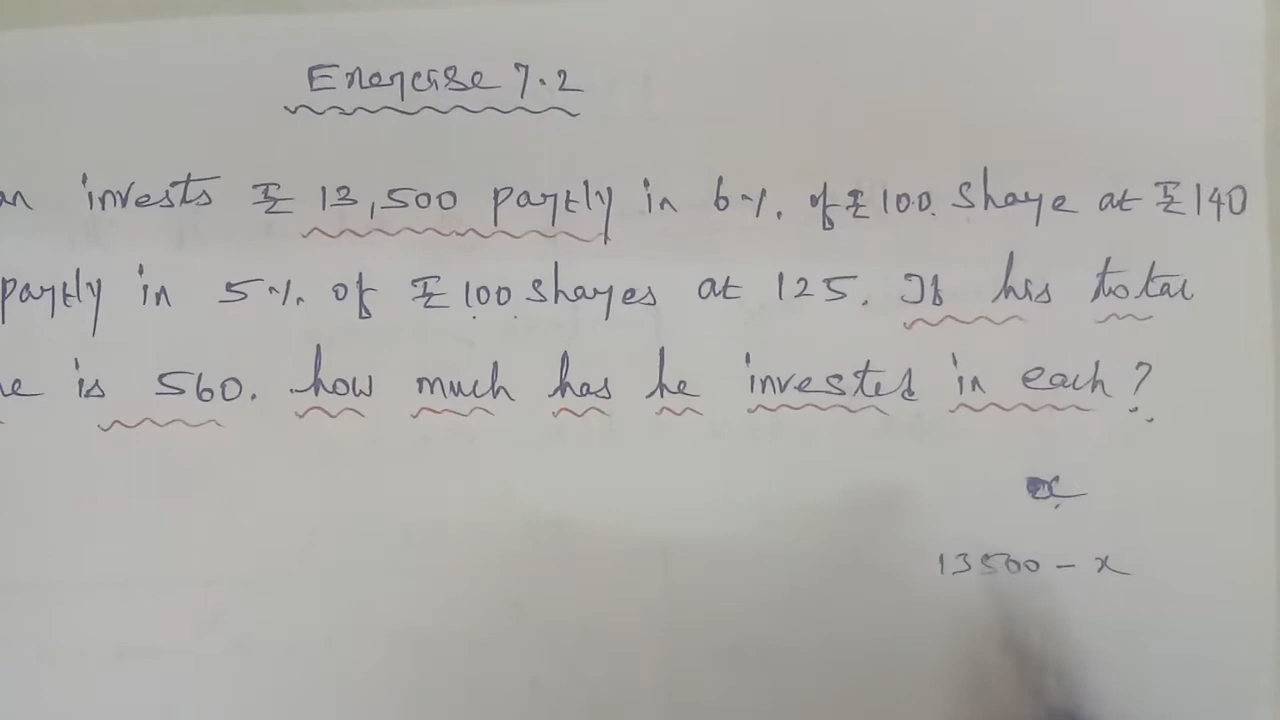 Exercise 7.2
an invests ₹ 13,500 partly in 6%. of ₹100. Share at ₹140
partly in 5%. of ₹100 Shares at 125. If his total
e is 560. how much has he invested in each?
x
13500 - x